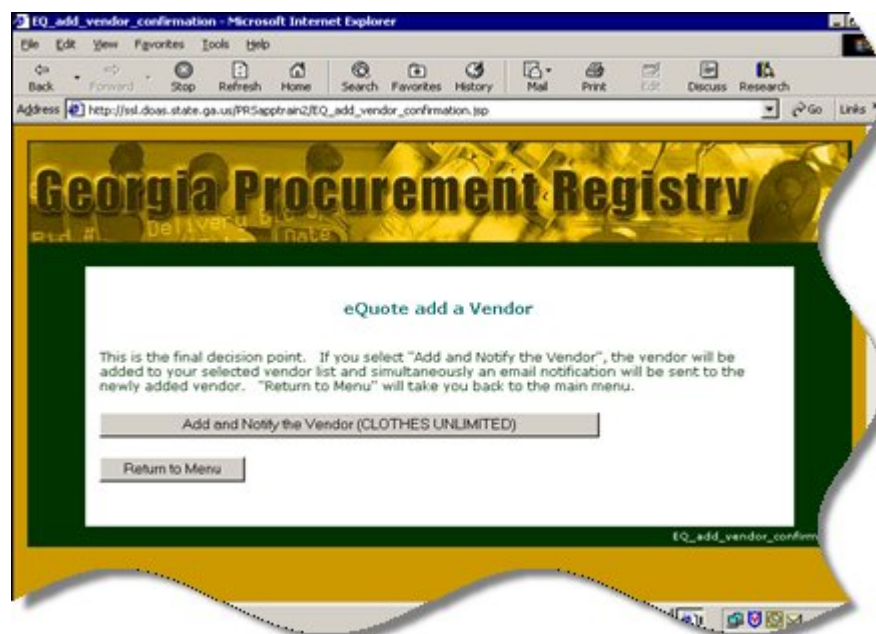 EQ_add_vendor_confirmation - Microsoft Internet Explorer
File Edit View Favorites Tools Help
Back Forward Stop Refresh Home Search Favorites History Mail Print Edit Discuss Research
Address http://ssl.doas.state.ga.us/PRSapptrain2/EQ_add_vendor_confirmation.jsp Go Links
Georgia Procurement Registry
Bid # Delivery Bid Date
eQuote add a Vendor
This is the final decision point. If you select "Add and Notify the Vendor", the vendor will be
added to your selected vendor list and simultaneously an email notification will be sent to the
newly added vendor. "Return to Menu" will take you back to the main menu.
Add and Notify the Vendor (CLOTHES UNLIMITED)
Return to Menu
EQ_add_vendor_confirm